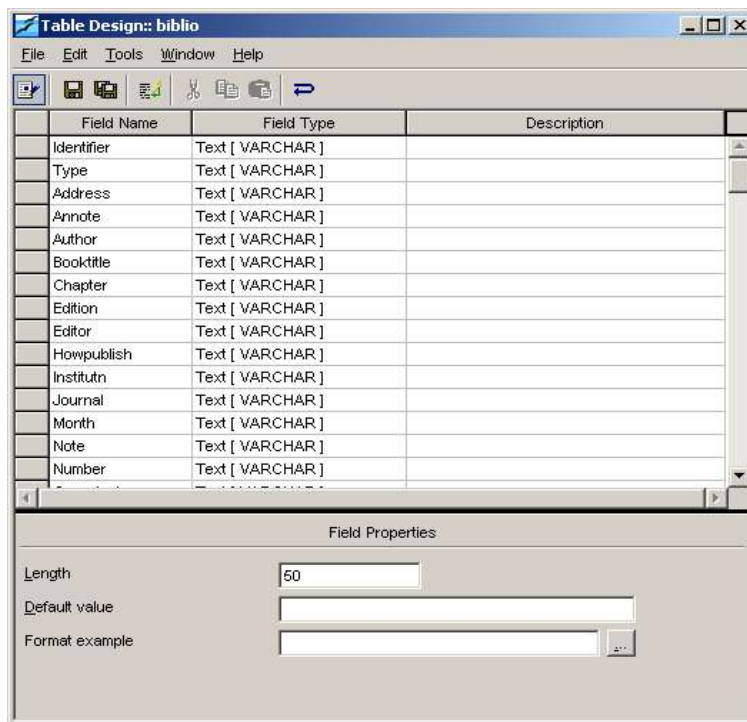 Table Design:: biblio
File Edit Tools Window Help
Field Name Field Type Description
Identifier Text [ VARCHAR ]
Type Text [ VARCHAR ]
Address Text [ VARCHAR ]
Annote Text [ VARCHAR ]
Author Text [ VARCHAR ]
Booktitle Text [ VARCHAR ]
Chapter Text [ VARCHAR ]
Edition Text [ VARCHAR ]
Editor Text [ VARCHAR ]
Howpublish Text [ VARCHAR ]
Institutn Text [ VARCHAR ]
Journal Text [ VARCHAR ]
Month Text [ VARCHAR ]
Note Text [ VARCHAR ]
Number Text [ VARCHAR ]
Field Properties
Length 50
Default value
Format example ...